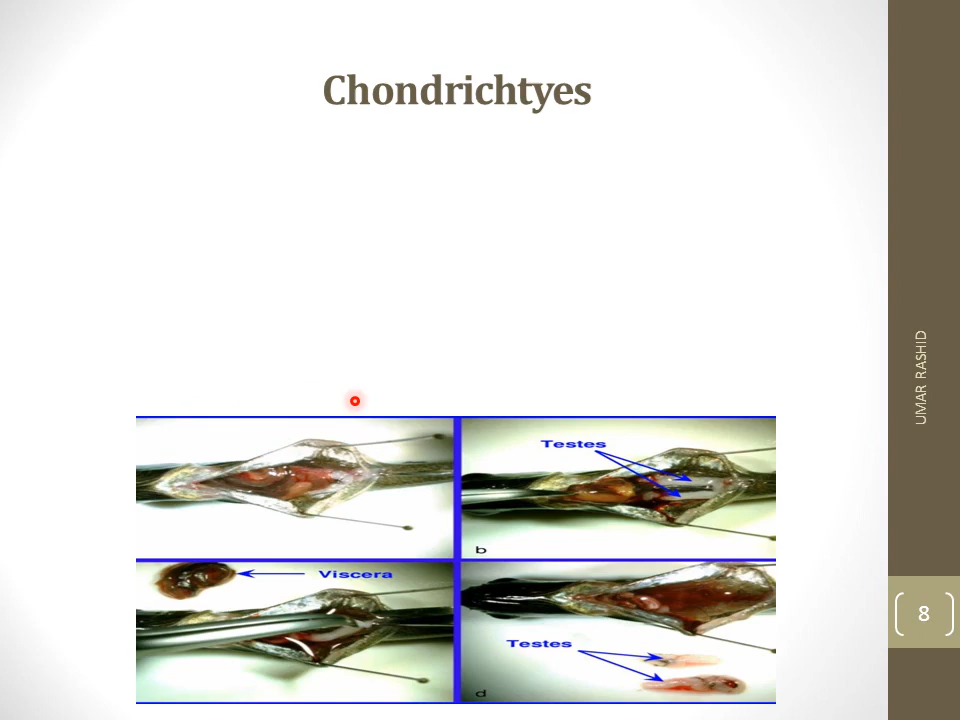 Chondrichtyes
UMAR RASHID
Testes
b
Viscera
8
Testes
d